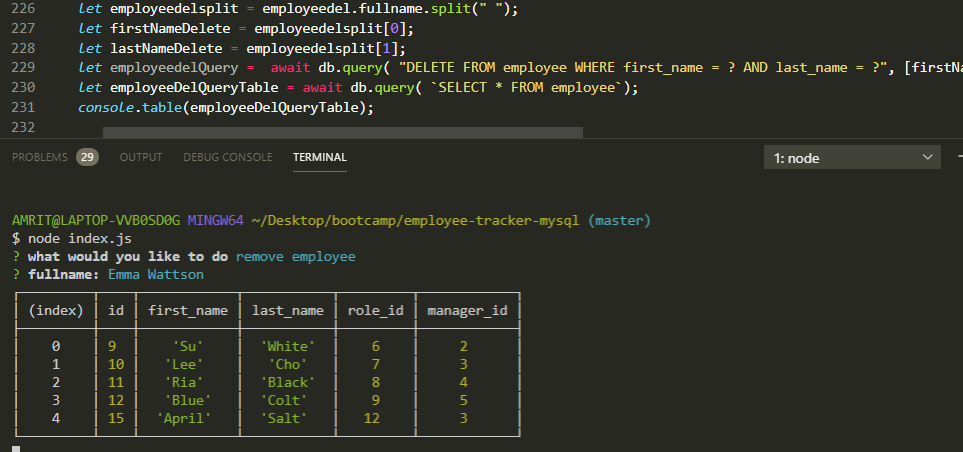 226 let employeedelsplit = employeedel.fullname.split(" ");
227 let firstNameDelete = employeedelsplit[0];
228 let lastNameDelete = employeedelsplit[1];
229 let employeedelQuery =  await db.query( "DELETE FROM employee WHERE first_name = ? AND last_name = ?", [firstNa
230 let employeeDelQueryTable = await db.query( `SELECT * FROM employee`);
231 console.table(employeeDelQueryTable);
232
PROBLEMS 29 OUTPUT DEBUG CONSOLE TERMINAL 1: node
AMRIT@LAPTOP-VVB0SD0G MINGW64 ~/Desktop/bootcamp/employee-tracker-mysql (master)
$ node index.js
? what would you like to do remove employee
? fullname: Emma Wattson
(index) id first_name last_name role_id manager_id
0 9 'Su' 'White' 6 2
1 10 'Lee' 'Cho' 7 3
2 11 'Ria' 'Black' 8 4
3 12 'Blue' 'Colt' 9 5
4 15 'April' 'Salt' 12 3